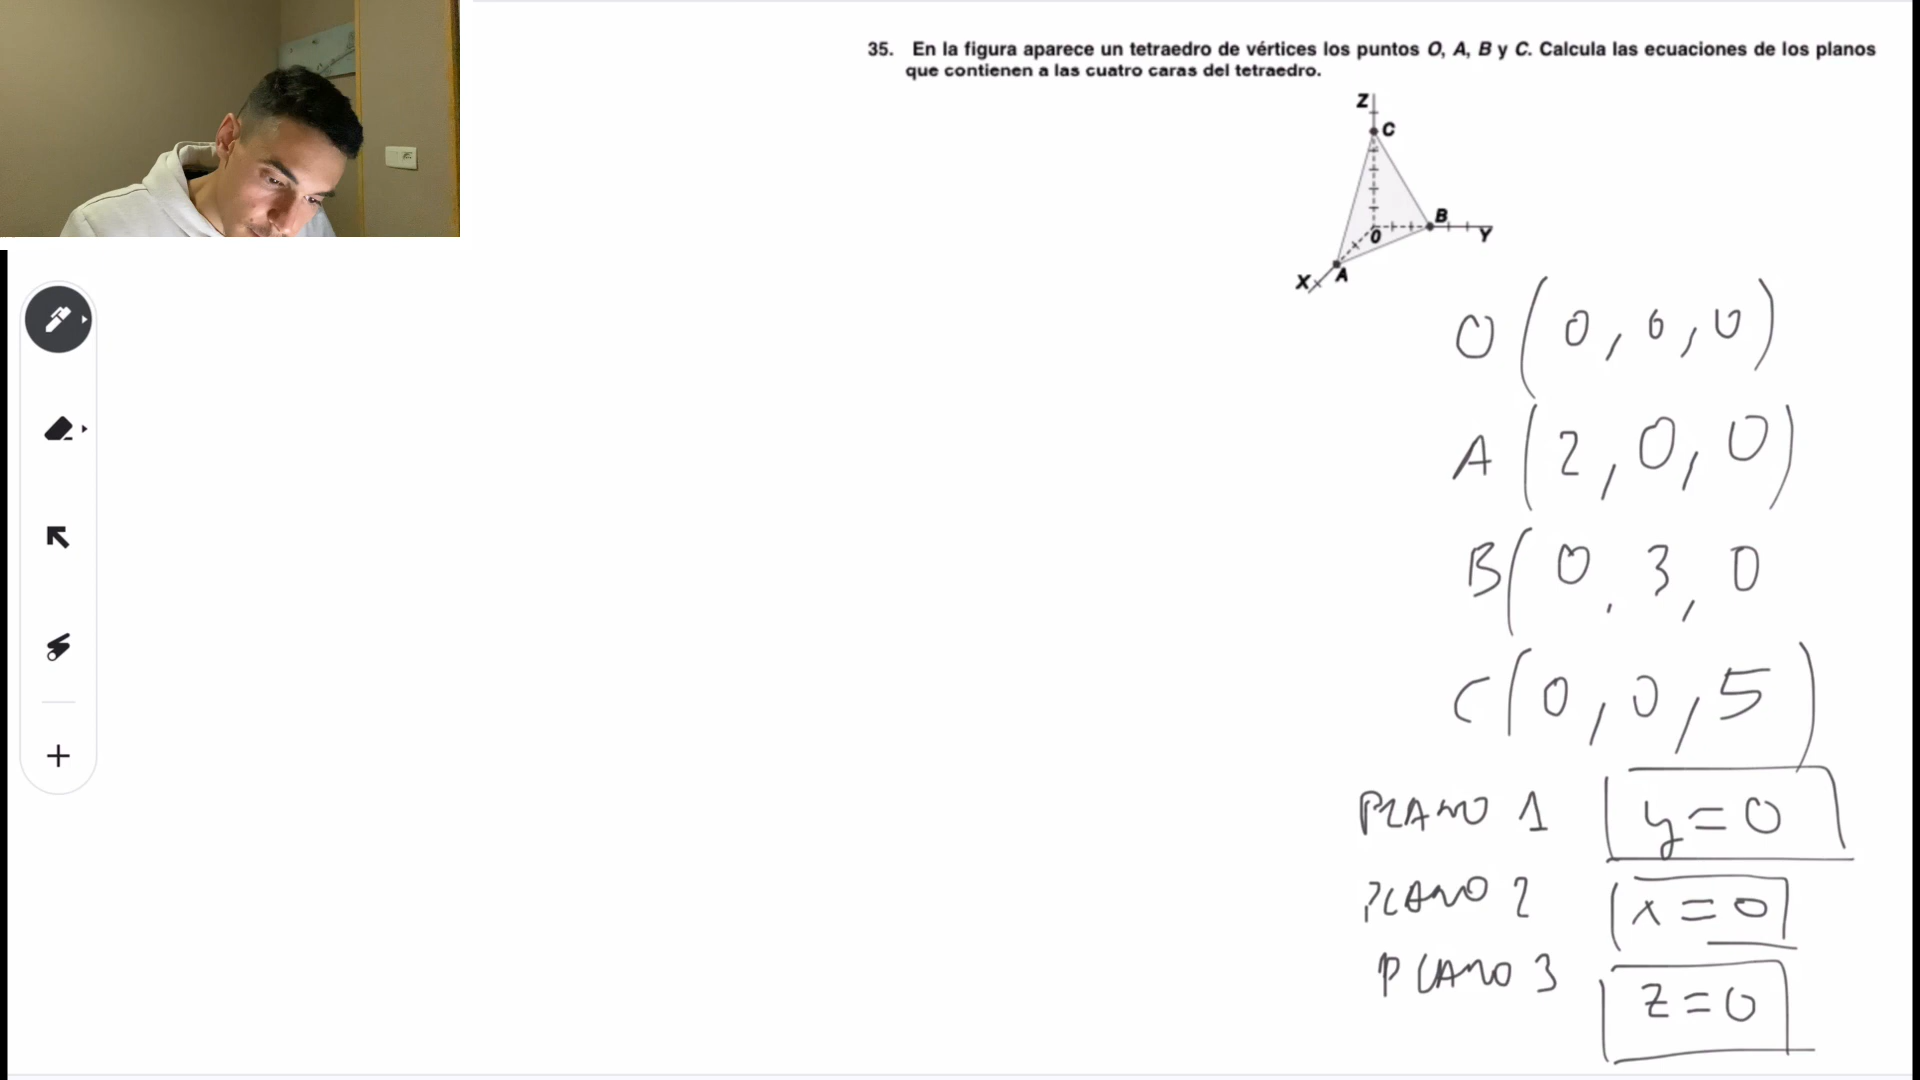 35. En la figura aparece un tetraedro de vértices los puntos O, A, B y C. Calcula las ecuaciones de los planos
que contienen a las cuatro caras del tetraedro.
Z
C
B
O
Y
A
X
O(0,0,0)
A(2,0,0)
B(0,3,0
C(0,0,5)
PLANO 1 y=0
PLANO 2 x=0
PLANO 3 z=0